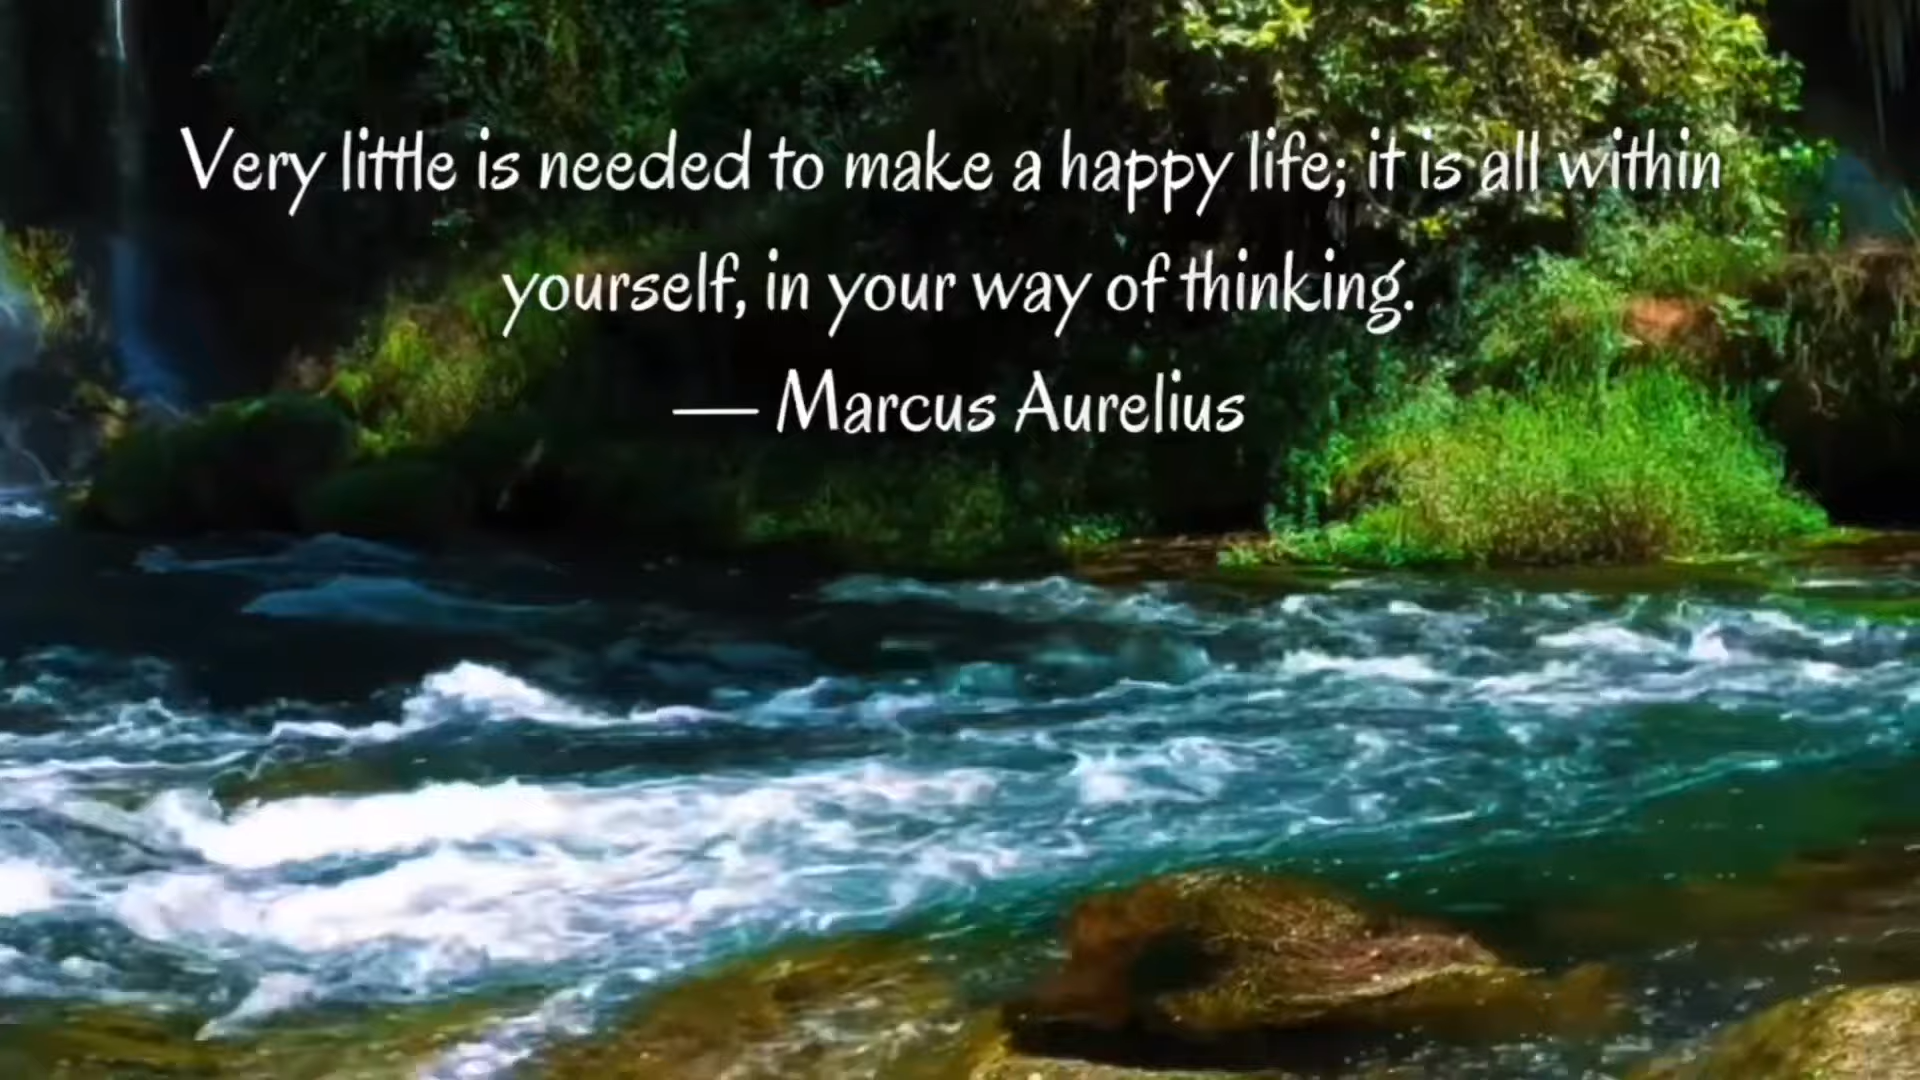 Very little is needed to make a happy life; it is all within
yourself, in your way of thinking.
— Marcus Aurelius